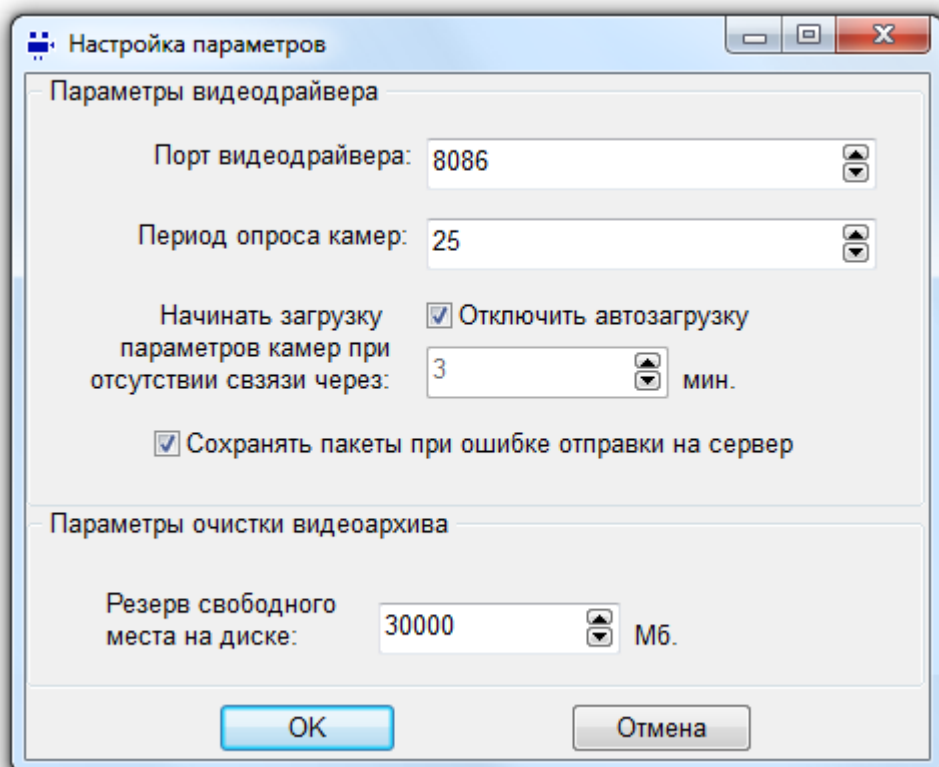 Настройка параметров
Параметры видеодрайвера
Порт видеодрайвера: 8086
Период опроса камер: 25
Начинать загрузку
параметров камер при
отсутствии свзязи через:
Отключить автозагрузку
3 мин.
Сохранять пакеты при ошибке отправки на сервер
Параметры очистки видеоархива
Резерв свободного
места на диске:
30000 Мб.
OK Отмена